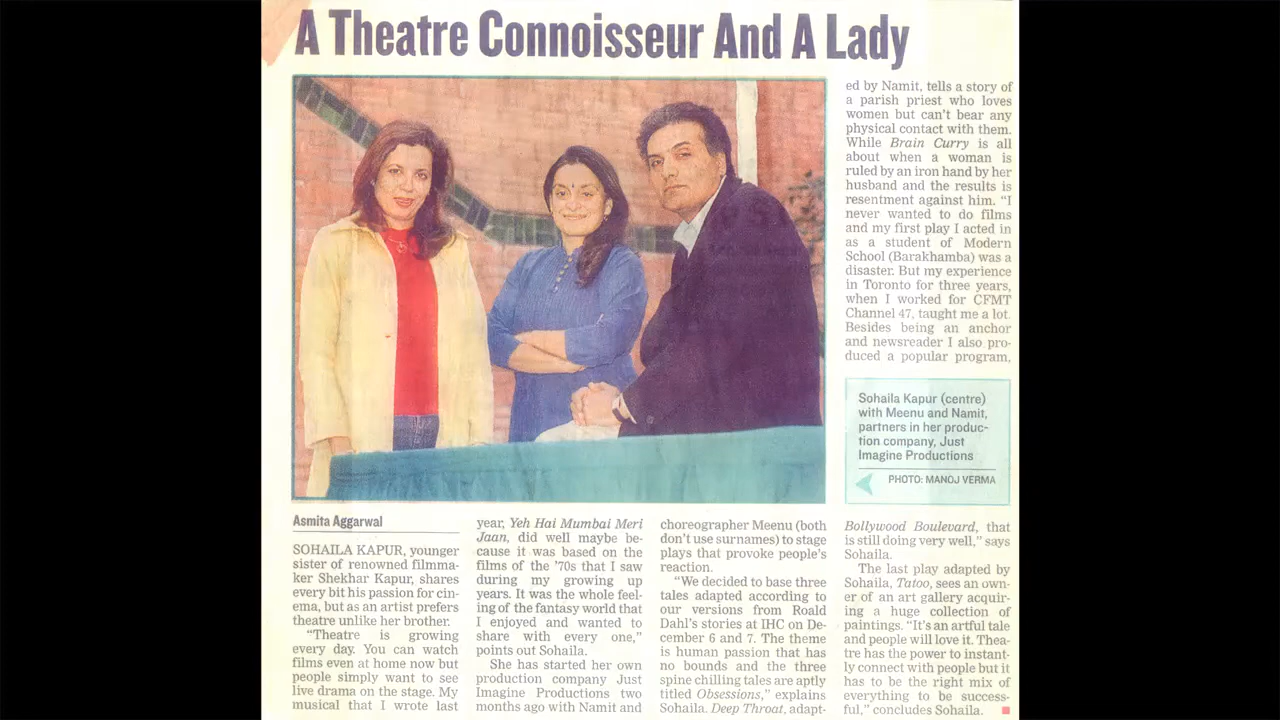 A Theatre Connoisseur And A Lady
Asmita Aggarwal
SOHAILA KAPUR, younger
sister of renowned filmma-
ker Shekhar Kapur, shares
every bit his passion for cin-
ema, but as an artist prefers
theatre unlike her brother.
“Theatre is growing
every day. You can watch
films even at home now but
people simply want to see
live drama on the stage. My
musical that I wrote last
year, Yeh Hai Mumbai Meri
Jaan, did well maybe be-
cause it was based on the
films of the '70s that I saw
during my growing up
years. It was the whole feel-
ing of the fantasy world that
I enjoyed and wanted to
share with every one,”
points out Sohaila.
She has started her own
production company Just
Imagine Productions two
months ago with Namit and
choreographer Meenu (both
don't use surnames) to stage
plays that provoke people's
reaction.
“We decided to base three
tales adapted according to
our versions from Roald
Dahl's stories at IHC on De-
cember 6 and 7. The theme
is human passion that has
no bounds and the three
spine chilling tales are aptly
titled Obsessions,” explains
Sohaila. Deep Throat, adapt-
ed by Namit, tells a story of
a parish priest who loves
women but can't bear any
physical contact with them.
While Brain Curry is all
about when a woman is
ruled by an iron hand by her
husband and the results is
resentment against him. “I
never wanted to do films
and my first play I acted in
as a student of Modern
School (Barakhamba) was a
disaster. But my experience
in Toronto for three years,
when I worked for CFMT
Channel 47, taught me a lot.
Besides being an anchor
and newsreader I also pro-
duced a popular program,
Sohaila Kapur (centre)
with Meenu and Namit,
partners in her produc-
tion company, Just
Imagine Productions
PHOTO: MANOJ VERMA
Bollywood Boulevard, that
is still doing very well,” says
Sohaila.
The last play adapted by
Sohaila, Tatoo, sees an own-
er of an art gallery acquir-
ing a huge collection of
paintings. “It's an artful tale
and people will love it. Thea-
tre has the power to instant-
ly connect with people but it
has to be the right mix of
everything to be success-
ful,” concludes Sohaila.